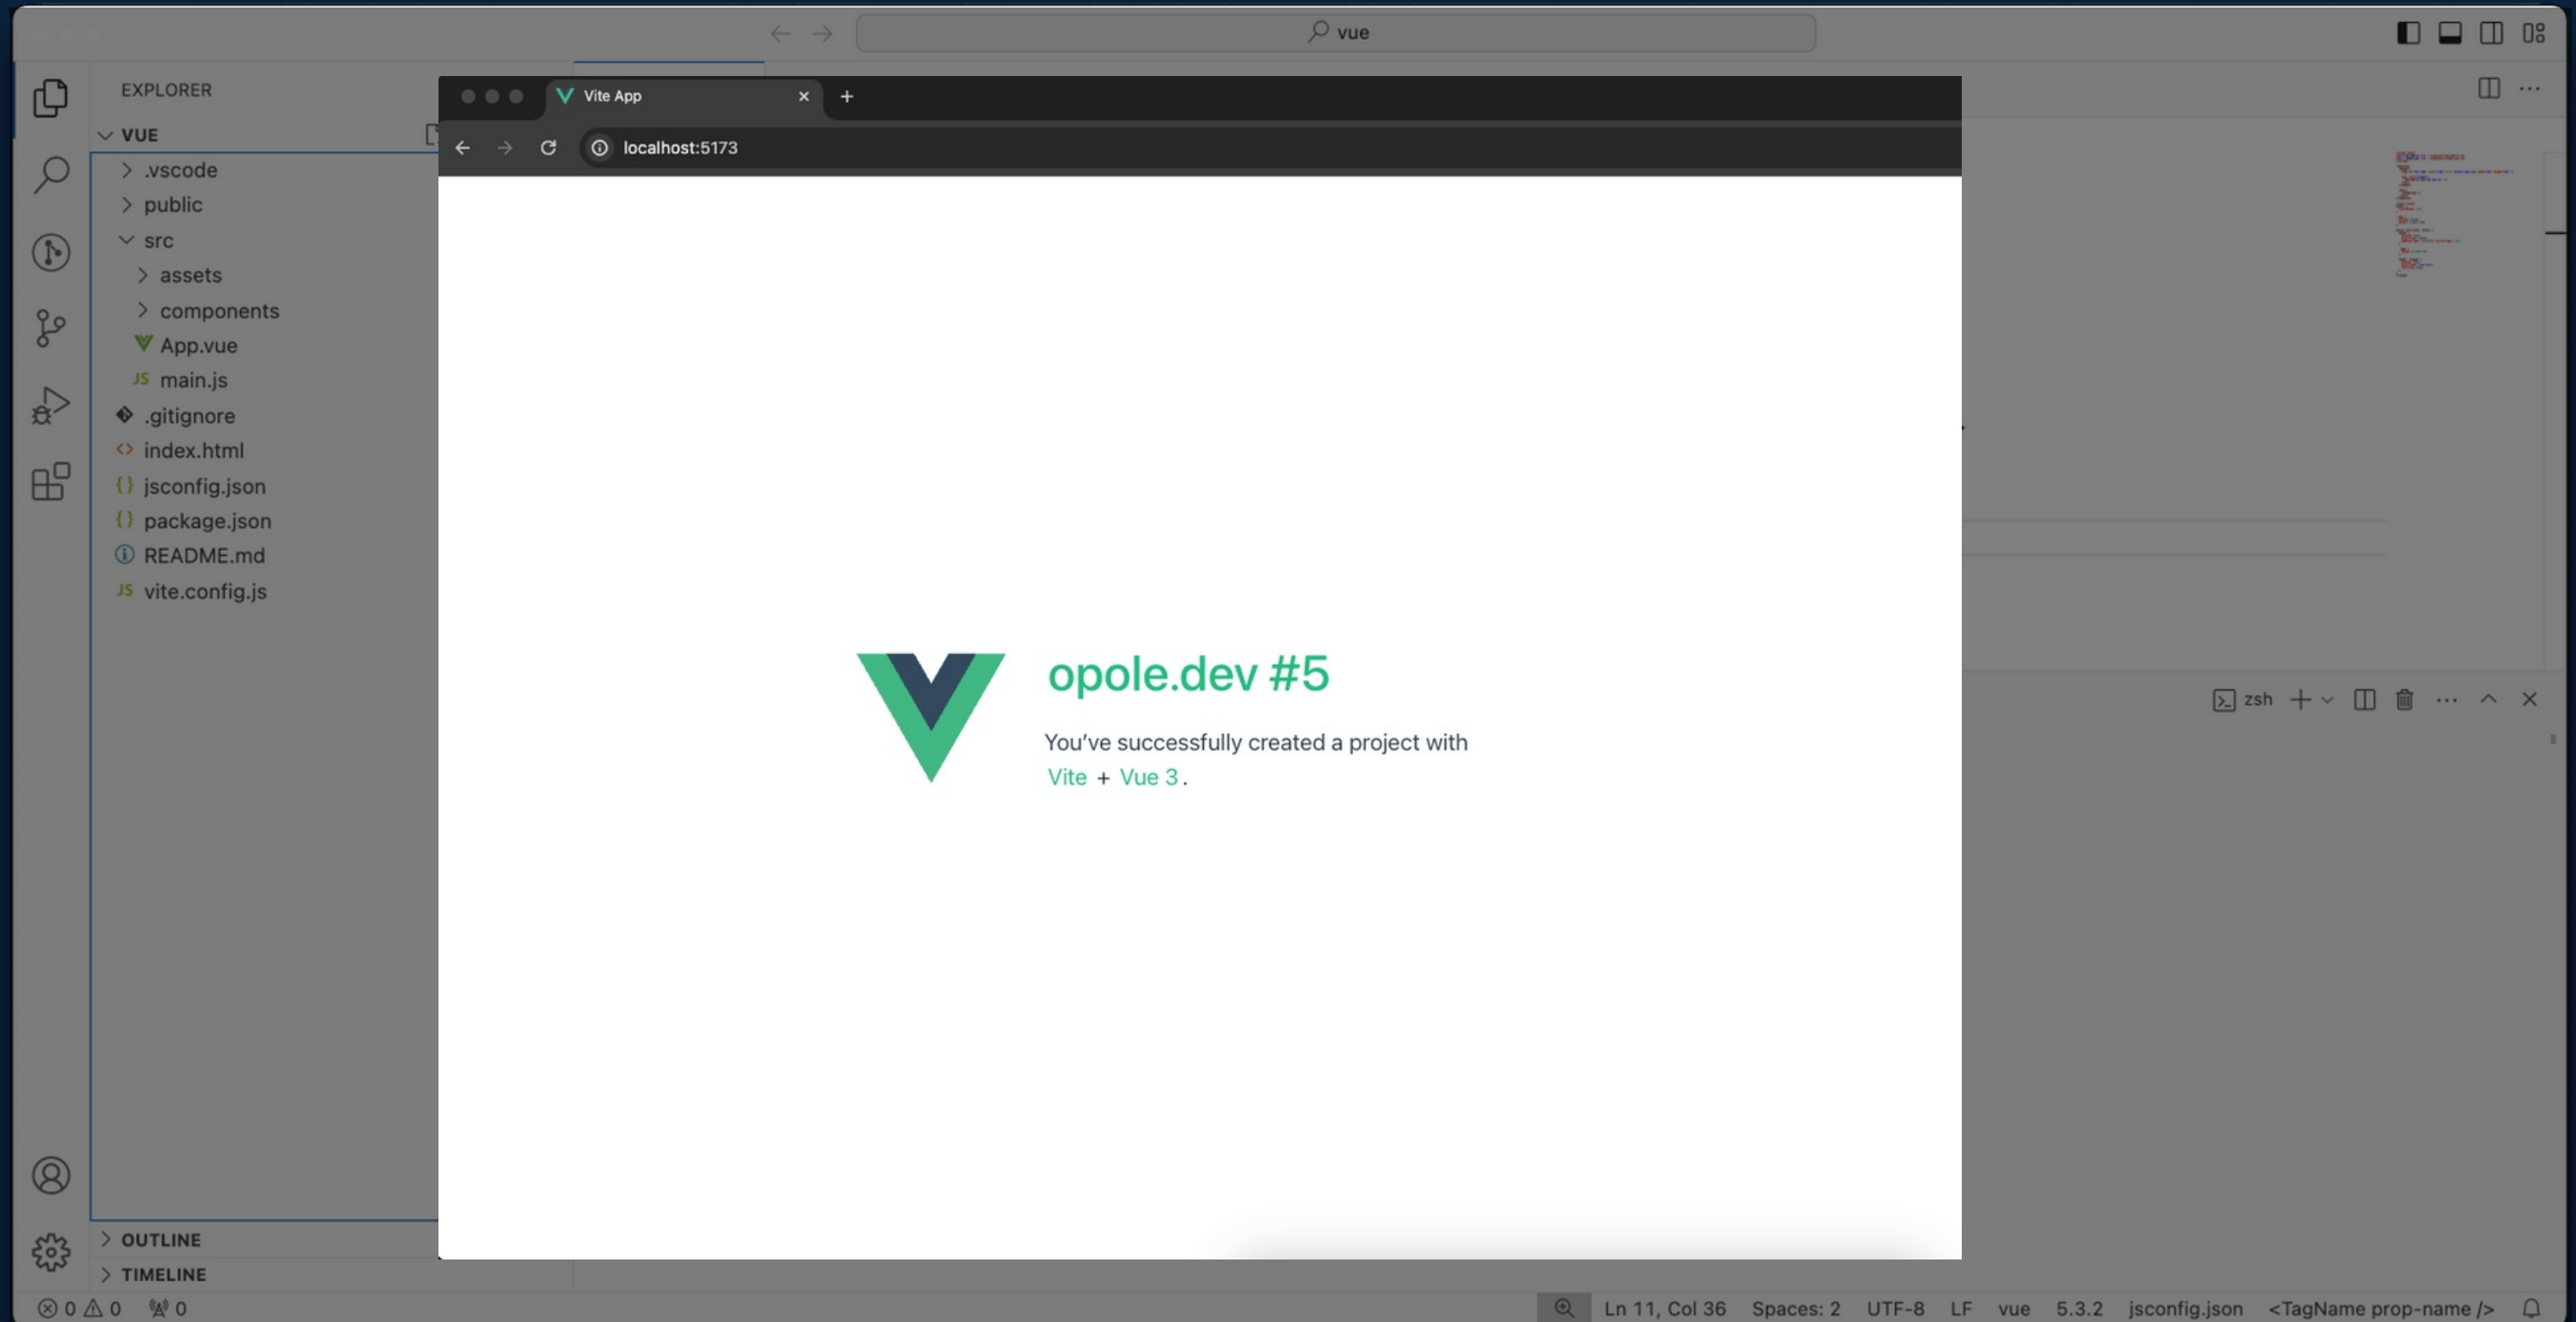 vue
EXPLORER
VUE
.vscode
public
src
assets
components
App.vue
JS main.js
.gitignore
index.html
{} jsconfig.json
{} package.json
README.md
JS vite.config.js
OUTLINE
TIMELINE
Vite App
localhost:5173
opole.dev #5
You’ve successfully created a project with
Vite + Vue 3.
zsh
0 0 0
Ln 11, Col 36 Spaces: 2 UTF-8 LF vue 5.3.2 jsconfig.json <TagName prop-name />